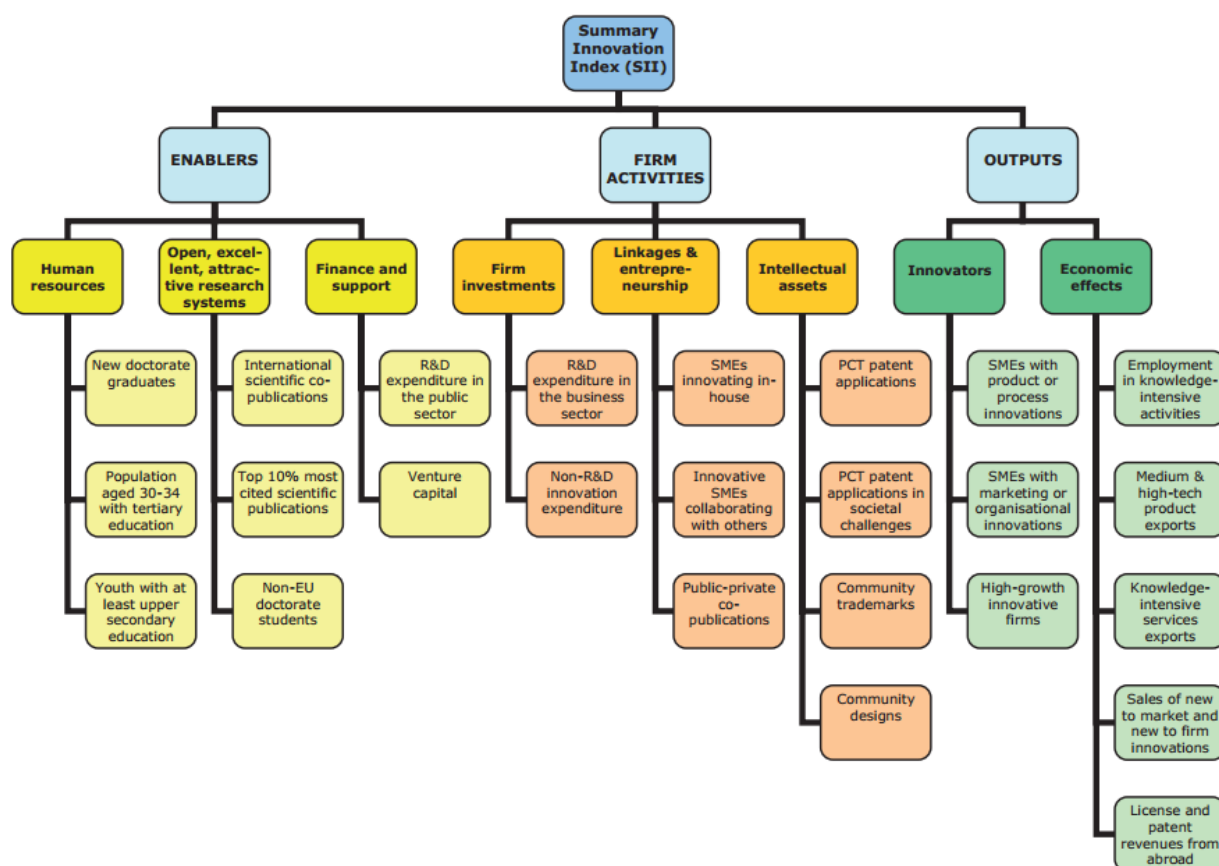 Summary
Innovation
Index (SII)
ENABLERS
FIRM
ACTIVITIES
OUTPUTS
Human
resources
Open, excel-
lent, attrac-
tive research
systems
Finance and
support
Firm
investments
Linkages &
entrepre-
neurship
Intellectual
assets
Innovators
Economic
effects
New doctorate
graduates
International
scientific co-
publications
R&D
expenditure in
the public
sector
R&D
expenditure in
the business
sector
SMEs
innovating in-
house
PCT patent
applications
SMEs with
product or
process
innovations
Employment
in knowledge-
intensive
activities
Population
aged 30-34
with tertiary
education
Top 10% most
cited scientific
publications
Venture
capital
Non-R&D
innovation
expenditure
Innovative
SMEs
collaborating
with others
PCT patent
applications in
societal
challenges
SMEs with
marketing or
organisational
innovations
Medium &
high-tech
product
exports
Youth with at
least upper
secondary
education
Non-EU
doctorate
students
Public-private
co-
publications
Community
trademarks
High-growth
innovative
firms
Knowledge-
intensive
services
exports
Community
designs
Sales of new
to market and
new to firm
innovations
License and
patent
revenues from
abroad